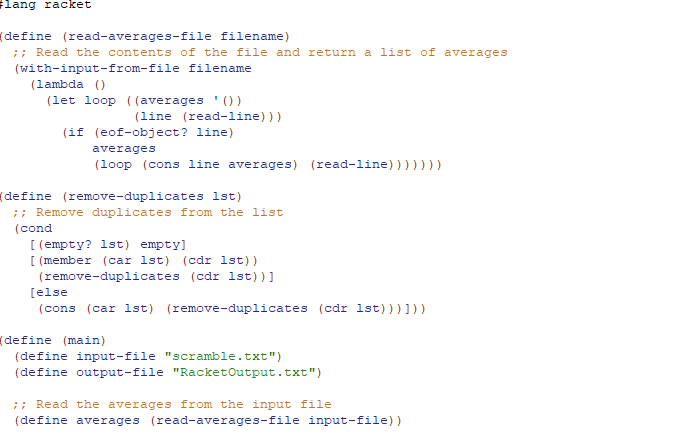 #lang racket
(define (read-averages-file filename)
  ;; Read the contents of the file and return a list of averages
  (with-input-from-file filename
    (lambda ()
      (let loop ((averages '())
                 (line (read-line)))
        (if (eof-object? line)
            averages
            (loop (cons line averages) (read-line)))))))
(define (remove-duplicates lst)
  ;; Remove duplicates from the list
  (cond
    [(empty? lst) empty]
    [(member (car lst) (cdr lst))
     (remove-duplicates (cdr lst))]
    [else
     (cons (car lst) (remove-duplicates (cdr lst)))]))
(define (main)
  (define input-file "scramble.txt")
  (define output-file "RacketOutput.txt")
  ;; Read the averages from the input file
  (define averages (read-averages-file input-file))